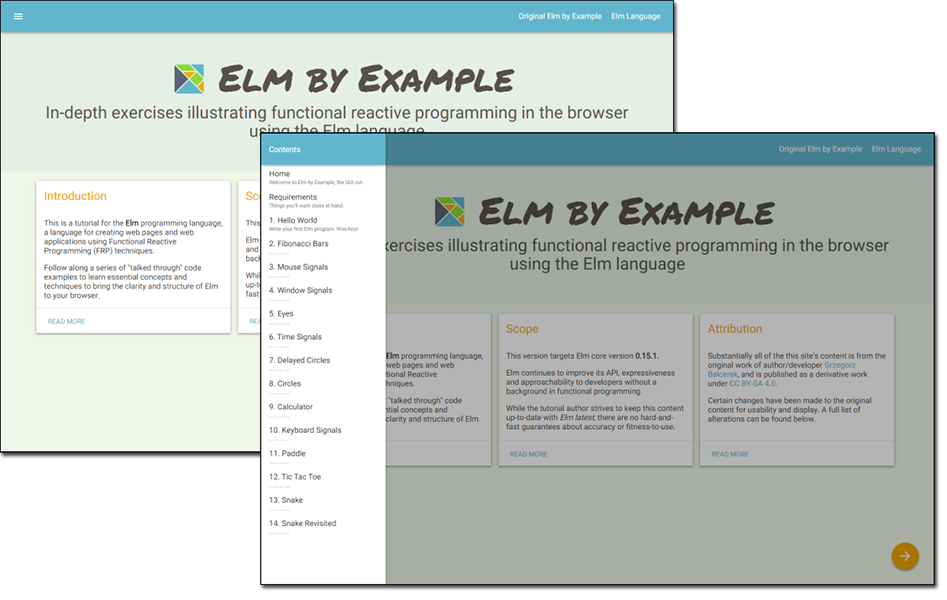 Original Elm by Example
Elm Language
Elm by Example
In-depth exercises illustrating functional reactive programming in the browser
using the Elm language
Introduction
This is a tutorial for the Elm programming language,
a language for creating web pages and web
applications using Functional Reactive
Programming (FRP) techniques.
Follow along a series of "talked through" code
examples to learn essential concepts and
techniques to bring the clarity and structure of Elm
to your browser.
READ MORE
Contents
Home
Welcome to Elm by Example, the GUI cut.
Requirements
Things you'll want close at hand.
1. Hello World
Write your first Elm program. Woo-hoo!
2. Fibonacci Bars
3. Mouse Signals
4. Window Signals
5. Eyes
6. Time Signals
7. Delayed Circles
8. Circles
9. Calculator
10. Keyboard Signals
11. Paddle
12. Tic Tac Toe
13. Snake
14. Snake Revisited
Original Elm by Example
Elm Language
Elm by Example
exercises illustrating functional reactive programming in the browser
using the Elm language
Elm programming language,
web pages and web
Functional Reactive
techniques.
"talked through" code
concepts and
clarity and structure of Elm
Scope
This version targets Elm core version 0.15.1.
Elm continues to improve its API, expressiveness
and approachability to developers without a
background in functional programming.
While the tutorial author strives to keep this content
up-to-date with Elm latest, there are no hard-and-
fast guarantees about accuracy or fitness-to-use.
READ MORE
Attribution
Substantially all of the this site's content is from the
original work of author/developer Grzegorz
Balcerek, and is published as a derivative work
under CC BY-SA 4.0.
Certain changes have been made to the original
content for usability and display. A full list of
alterations can be found below.
READ MORE